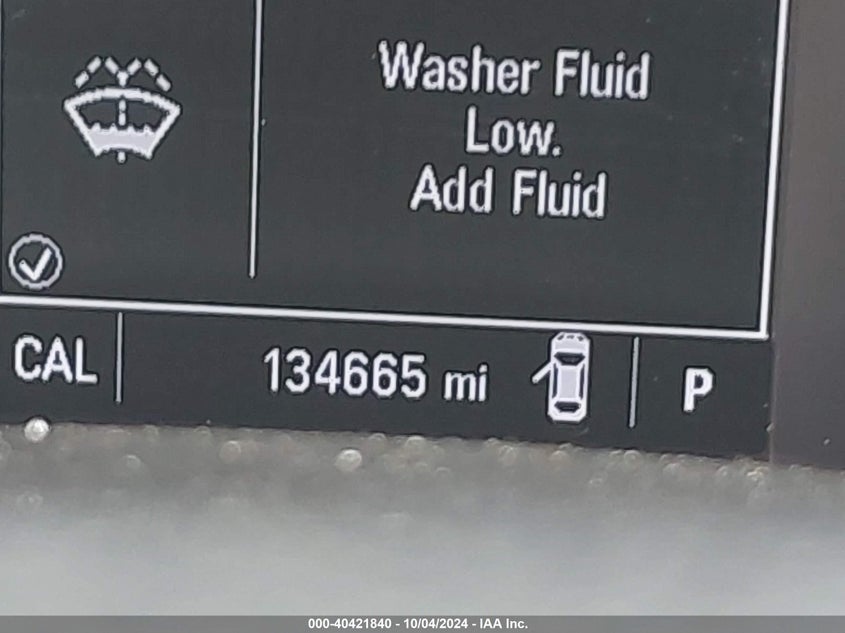 Washer Fluid
Low.
Add Fluid
CAL
134665 mi
P
000-40421840 - 10/04/2024 - IAA Inc.